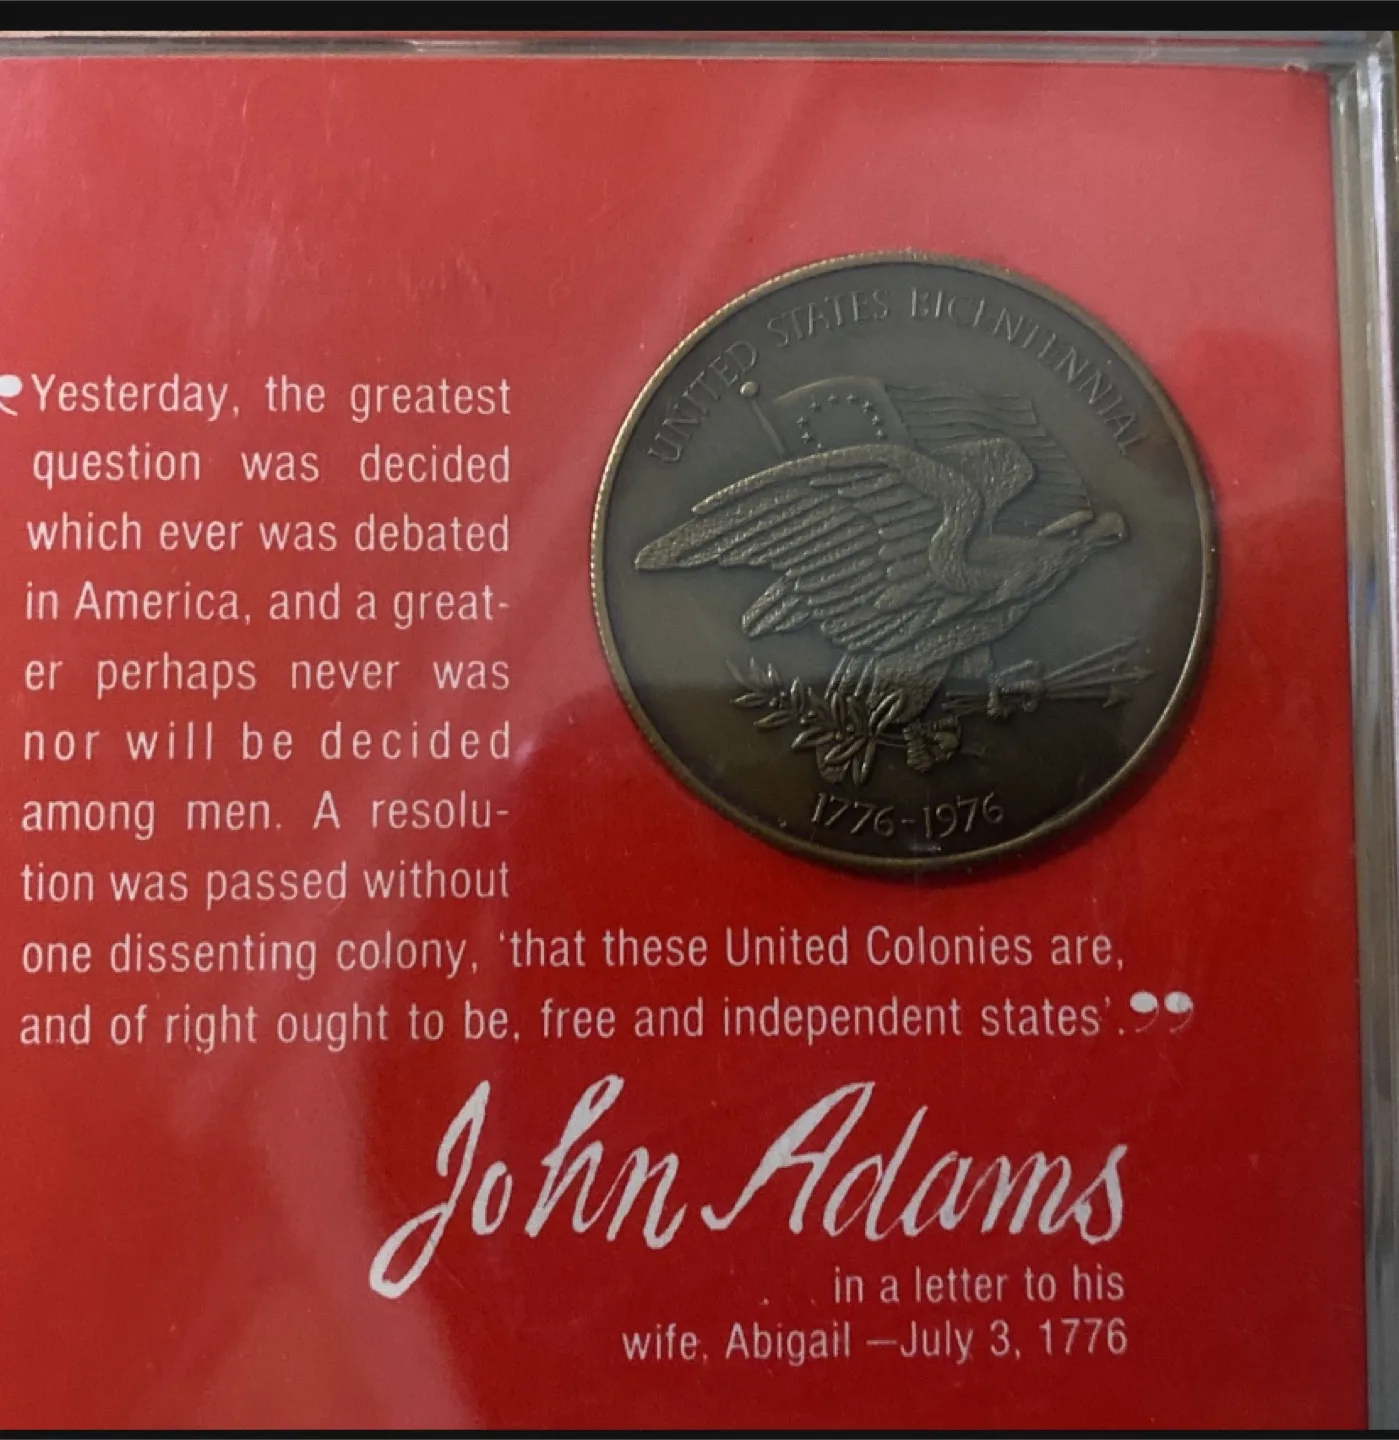 UNITED STATES BICENTENNIAL
1776-1976
❜Yesterday, the greatest
question was decided
which ever was debated
in America, and a great-
er perhaps never was
nor will be decided
among men. A resolu-
tion was passed without
one dissenting colony, ‘that these United Colonies are,
and of right ought to be, free and independent states’.❜❜
John Adams
in a letter to his
wife, Abigail —July 3, 1776